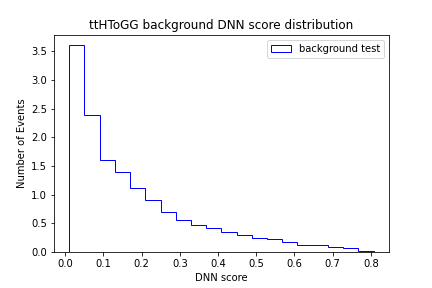 ttHToGG background DNN score distribution
background test
Number of Events
3.5
3.0
2.5
2.0
1.5
1.0
0.5
0.0
0.0 0.1 0.2 0.3 0.4 0.5 0.6 0.7 0.8
DNN score